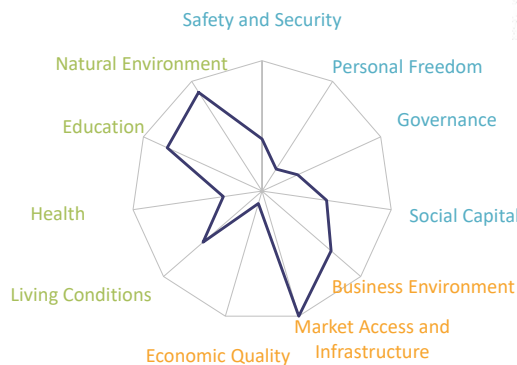 Safety and Security
Natural Environment
Personal Freedom
Education
Governance
Health
Social Capital
Living Conditions
Business Environment
Market Access and
Infrastructure
Economic Quality